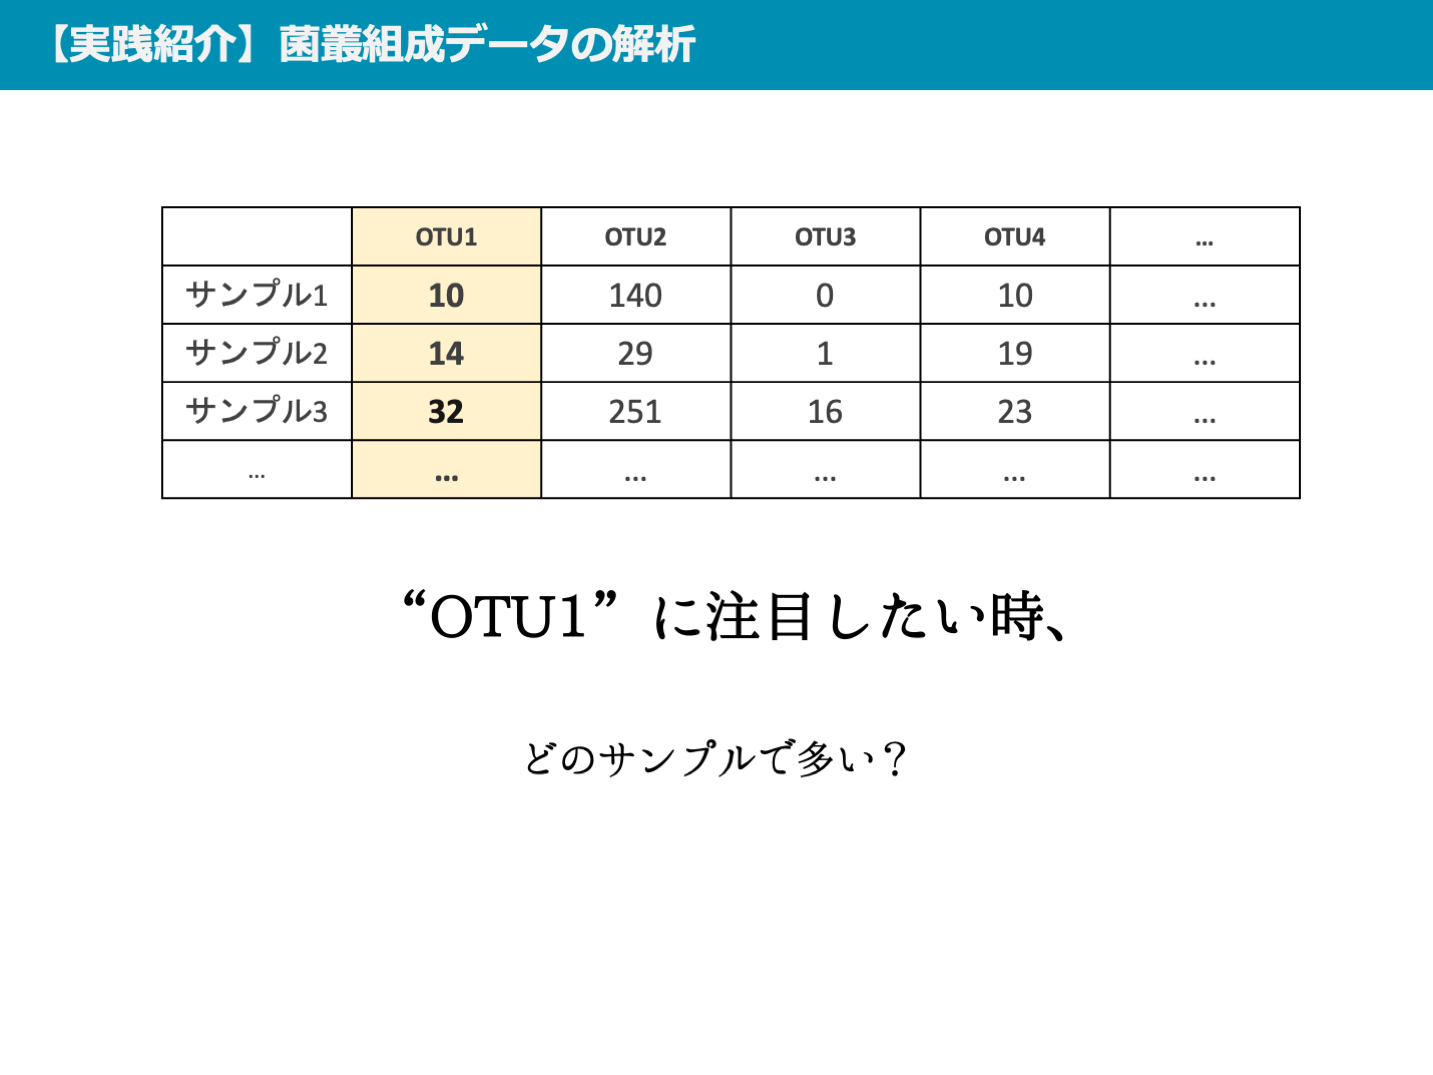 【実践紹介】菌叢組成データの解析
OTU1 OTU2 OTU3 OTU4 ...
サンプル1 10 140 0 10 ...
サンプル2 14 29 1 19 ...
サンプル3 32 251 16 23 ...
... ... ... ... ... ...
“OTU1”に注目したい時、
どのサンプルで多い？